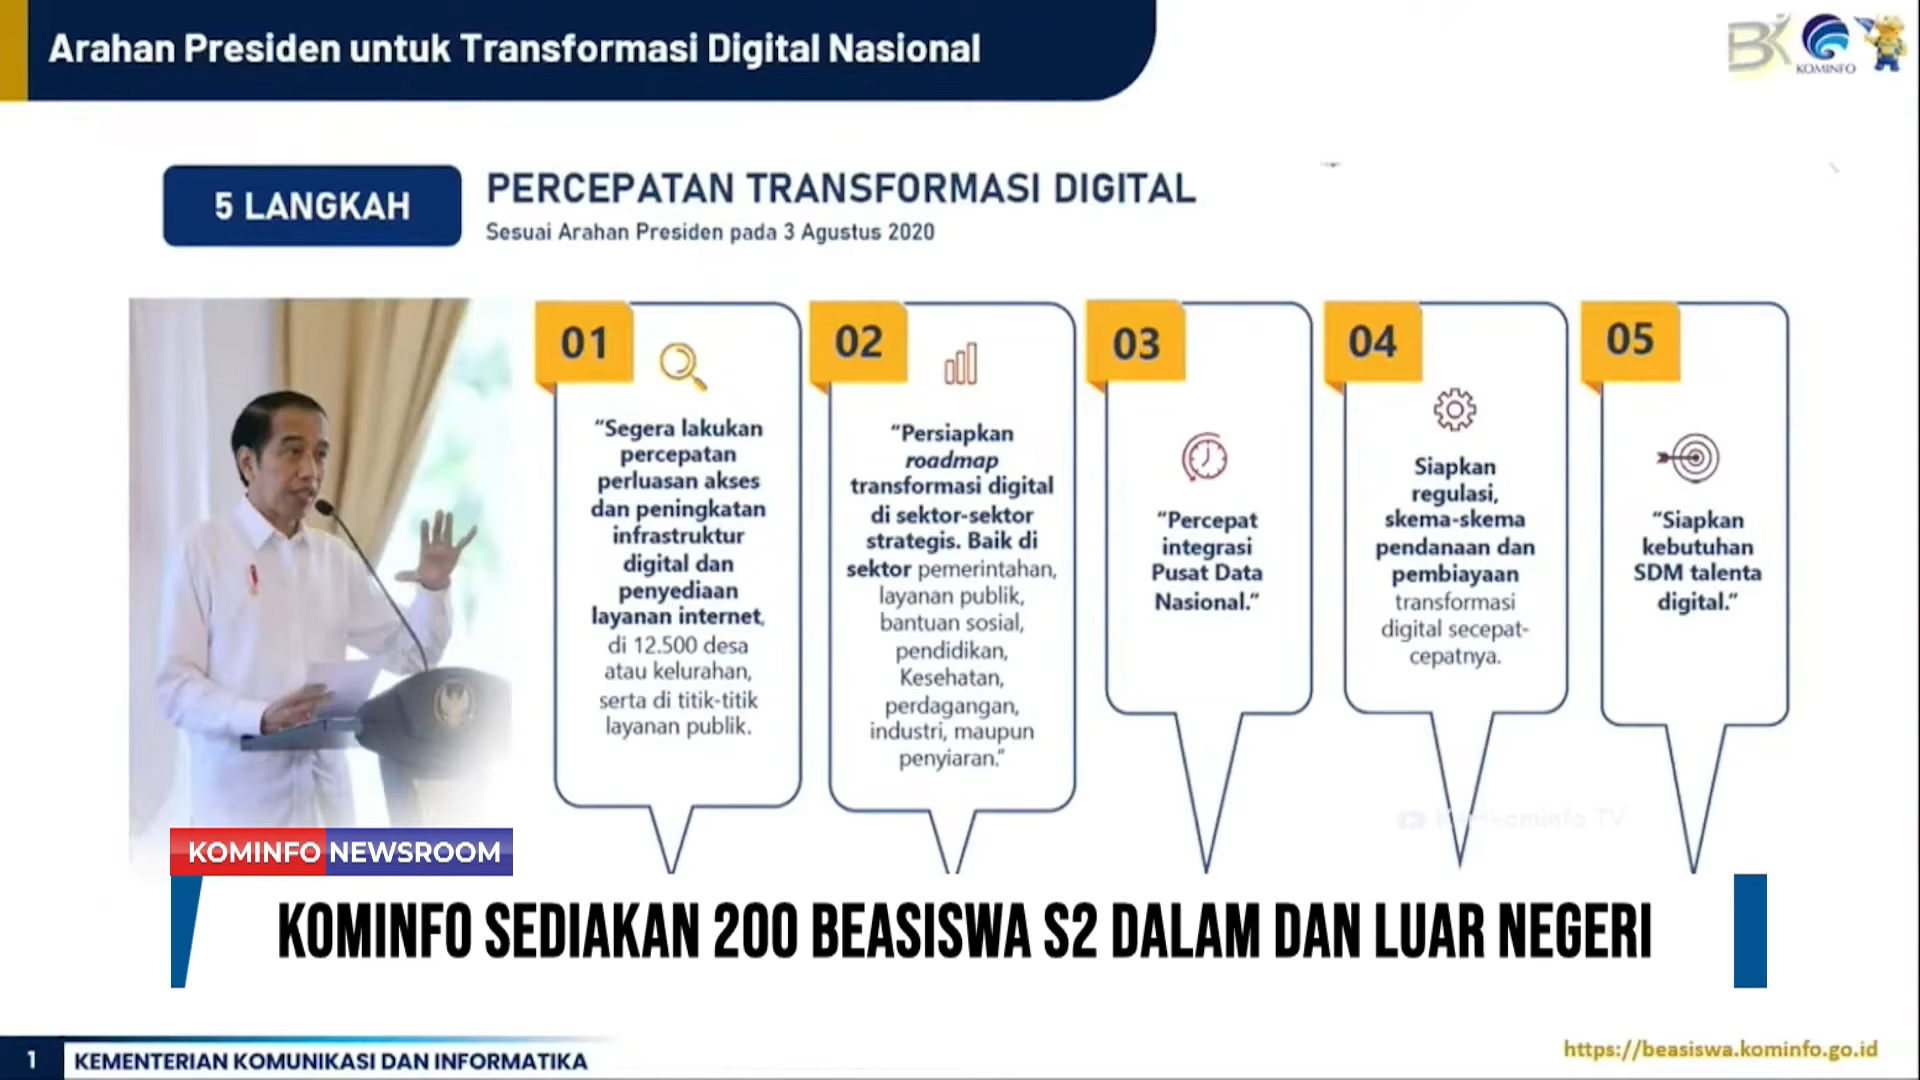 Arahan Presiden untuk Transformasi Digital Nasional
KOMINFO
5 LANGKAH
PERCEPATAN TRANSFORMASI DIGITAL
Sesuai Arahan Presiden pada 3 Agustus 2020
01
“Segera lakukan
percepatan
perluasan akses
dan peningkatan
infrastruktur
digital dan
penyediaan
layanan internet,
di 12.500 desa
atau kelurahan,
serta di titik-titik
layanan publik.
02
“Persiapkan
roadmap
transformasi digital
di sektor-sektor
strategis. Baik di
sektor pemerintahan,
layanan publik,
bantuan sosial,
pendidikan,
Kesehatan,
perdagangan,
industri, maupun
penyiaran.”
03
“Percepat
integrasi
Pusat Data
Nasional.”
04
Siapkan
regulasi,
skema-skema
pendanaan dan
pembiayaan
transformasi
digital secepat-
cepatnya.
05
“Siapkan
kebutuhan
SDM talenta
digital.”
KOMINFO NEWSROOM
KOMINFO SEDIAKAN 200 BEASISWA S2 DALAM DAN LUAR NEGERI
1
KEMENTERIAN KOMUNIKASI DAN INFORMATIKA
https://beasiswa.kominfo.go.id